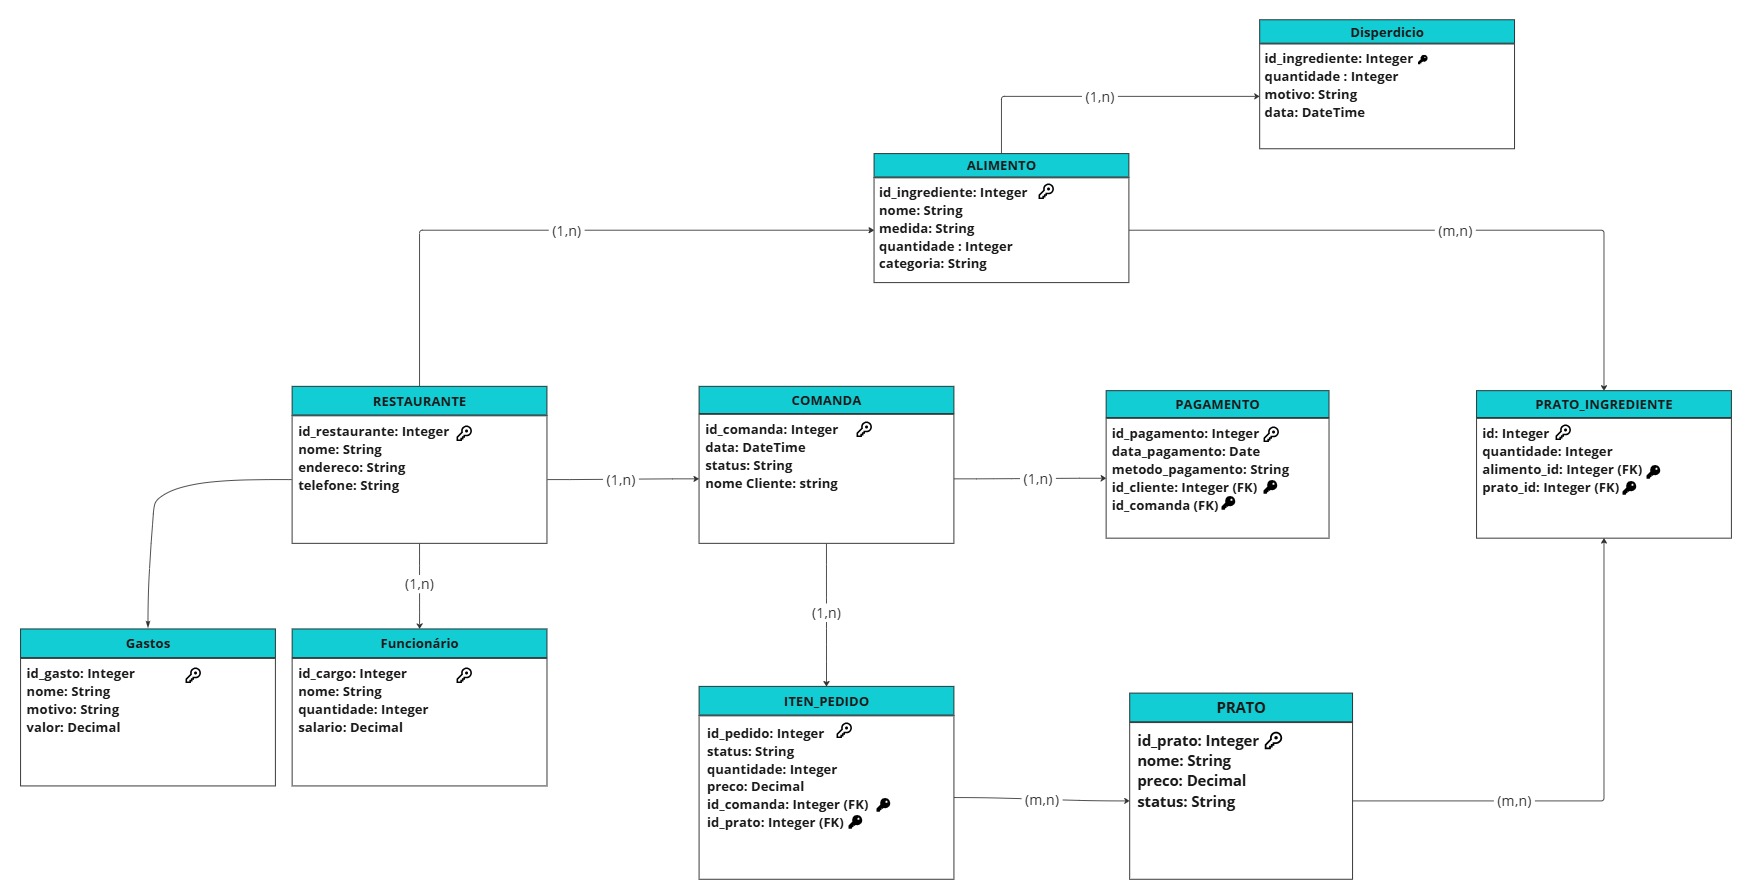 Disperdicio
id_ingrediente: Integer
quantidade : Integer
motivo: String
data: DateTime
(1,n)
ALIMENTO
id_ingrediente: Integer
nome: String
medida: String
quantidade : Integer
categoria: String
(1,n)
(m,n)
RESTAURANTE
id_restaurante: Integer
nome: String
endereco: String
telefone: String
(1,n)
COMANDA
id_comanda: Integer
data: DateTime
status: String
nome Cliente: string
(1,n)
PAGAMENTO
id_pagamento: Integer
data_pagamento: Date
metodo_pagamento: String
id_cliente: Integer (FK)
id_comanda (FK)
PRATO_INGREDIENTE
id: Integer
quantidade: Integer
alimento_id: Integer (FK)
prato_id: Integer (FK)
(1,n)
(1,n)
Gastos
id_gasto: Integer
nome: String
motivo: String
valor: Decimal
Funcionário
id_cargo: Integer
nome: String
quantidade: Integer
salario: Decimal
ITEN_PEDIDO
id_pedido: Integer
status: String
quantidade: Integer
preco: Decimal
id_comanda: Integer (FK)
id_prato: Integer (FK)
(m,n)
PRATO
id_prato: Integer
nome: String
preco: Decimal
status: String
(m,n)